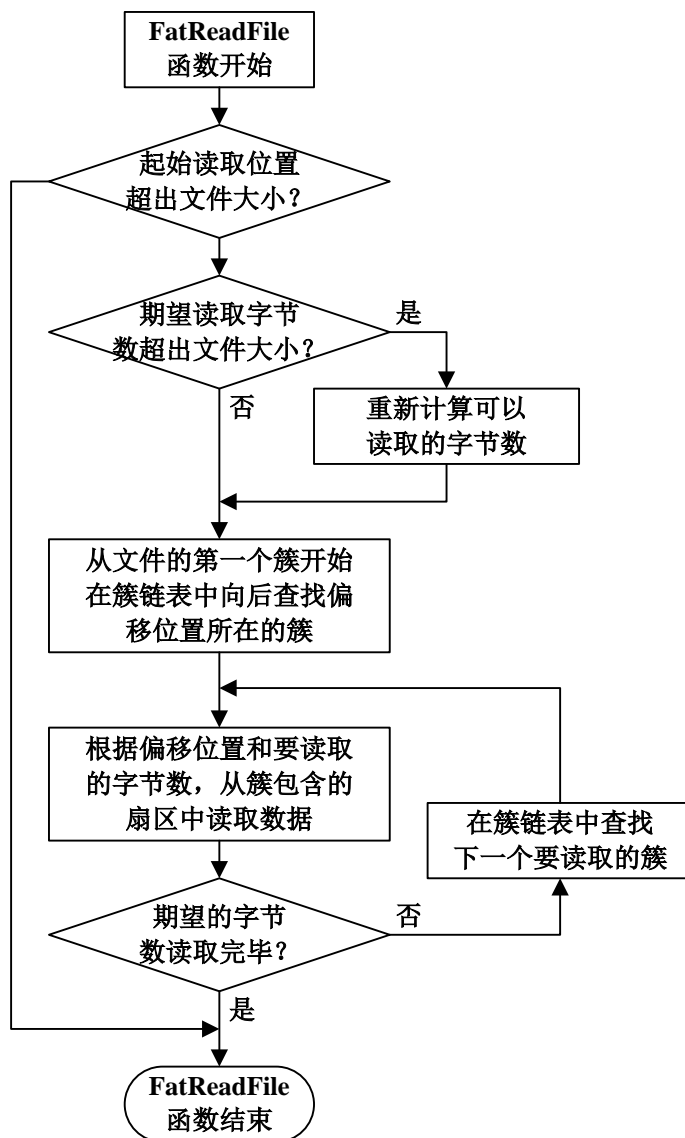 FatReadFile
函数开始
起始读取位置
超出文件大小？
期望读取字节
数超出文件大小？
是
否
重新计算可以
读取的字节数
从文件的第一个簇开始
在簇链表中向后查找偏
移位置所在的簇
根据偏移位置和要读取
的字节数，从簇包含的
扇区中读取数据
在簇链表中查找
下一个要读取的簇
期望的字节
数读取完毕？
否
是
FatReadFile
函数结束